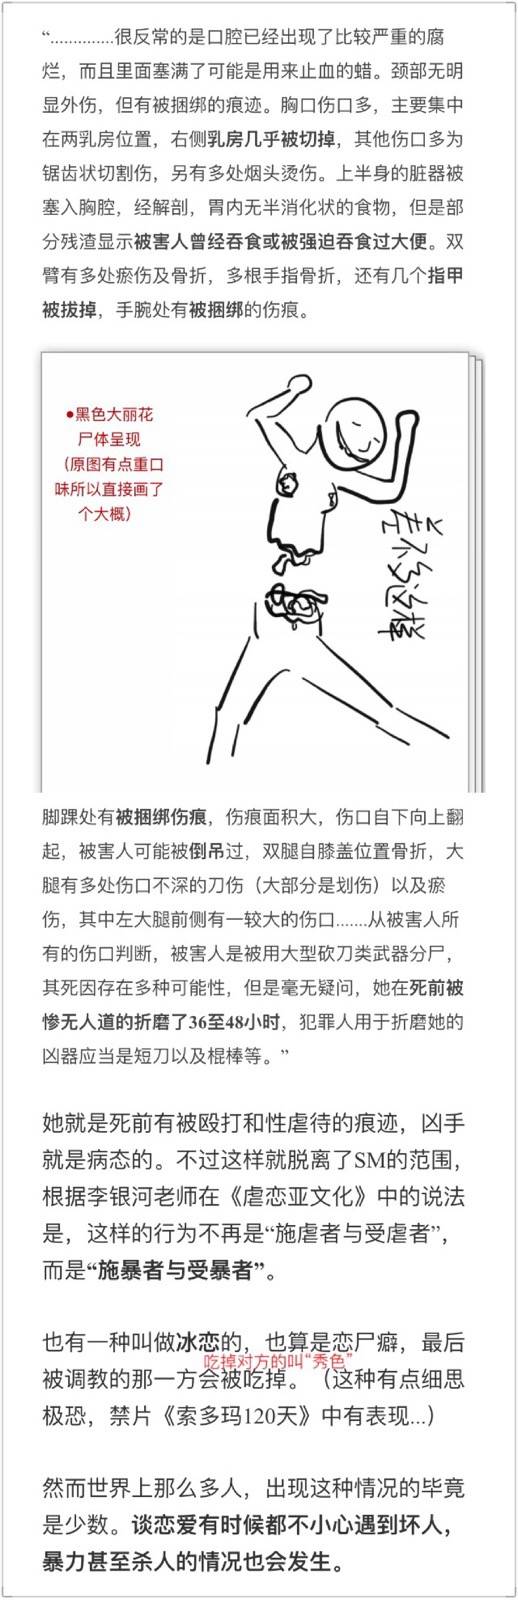 “..............很反常的是口腔已经出现了比较严重的腐
烂，而且里面塞满了可能是用来止血的蜡。颈部无明
显外伤，但有被捆绑的痕迹。胸口伤口多，主要集中
在两乳房位置，右侧乳房几乎被切掉，其他伤口多为
锯齿状切割伤，另有多处烟头烫伤。上半身的脏器被
塞入胸腔，经解剖，胃内无半消化状的食物，但是部
分残渣显示被害人曾经吞食或被强迫吞食过大便。双
臂有多处瘀伤及骨折，多根手指骨折，还有几个指甲
被拔掉，手腕处有被捆绑的伤痕。
●黑色大丽花
尸体呈现
（原图有点重口
味所以直接画了
个大概）
差不多这样
脚踝处有被捆绑伤痕，伤痕面积大，伤口自下向上翻
起，被害人可能被倒吊过，双腿自膝盖位置骨折，大
腿有多处伤口不深的刀伤（大部分是划伤）以及瘀
伤，其中左大腿前侧有一较大的伤口.......从被害人所
有的伤口判断，被害人是被用大型砍刀类武器分尸，
其死因存在多种可能性，但是毫无疑问，她在死前被
惨无人道的折磨了36至48小时，犯罪人用于折磨她的
凶器应当是短刀以及棍棒等。”
她就是死前有被殴打和性虐待的痕迹，凶手
就是病态的。不过这样就脱离了SM的范围，
根据李银河老师在《虐恋亚文化》中的说法
是，这样的行为不再是“施虐者与受虐者”，
而是“施暴者与受暴者”。
也有一种叫做冰恋的，也算是恋尸癖，最后
吃掉对方的叫“秀色”
被调教的那一方会被吃掉。（这种有点细思
极恐，禁片《索多玛120天》中有表现...）
然而世界上那么多人，出现这种情况的毕竟
是少数。谈恋爱有时候都不小心遇到坏人，
暴力甚至杀人的情况也会发生。